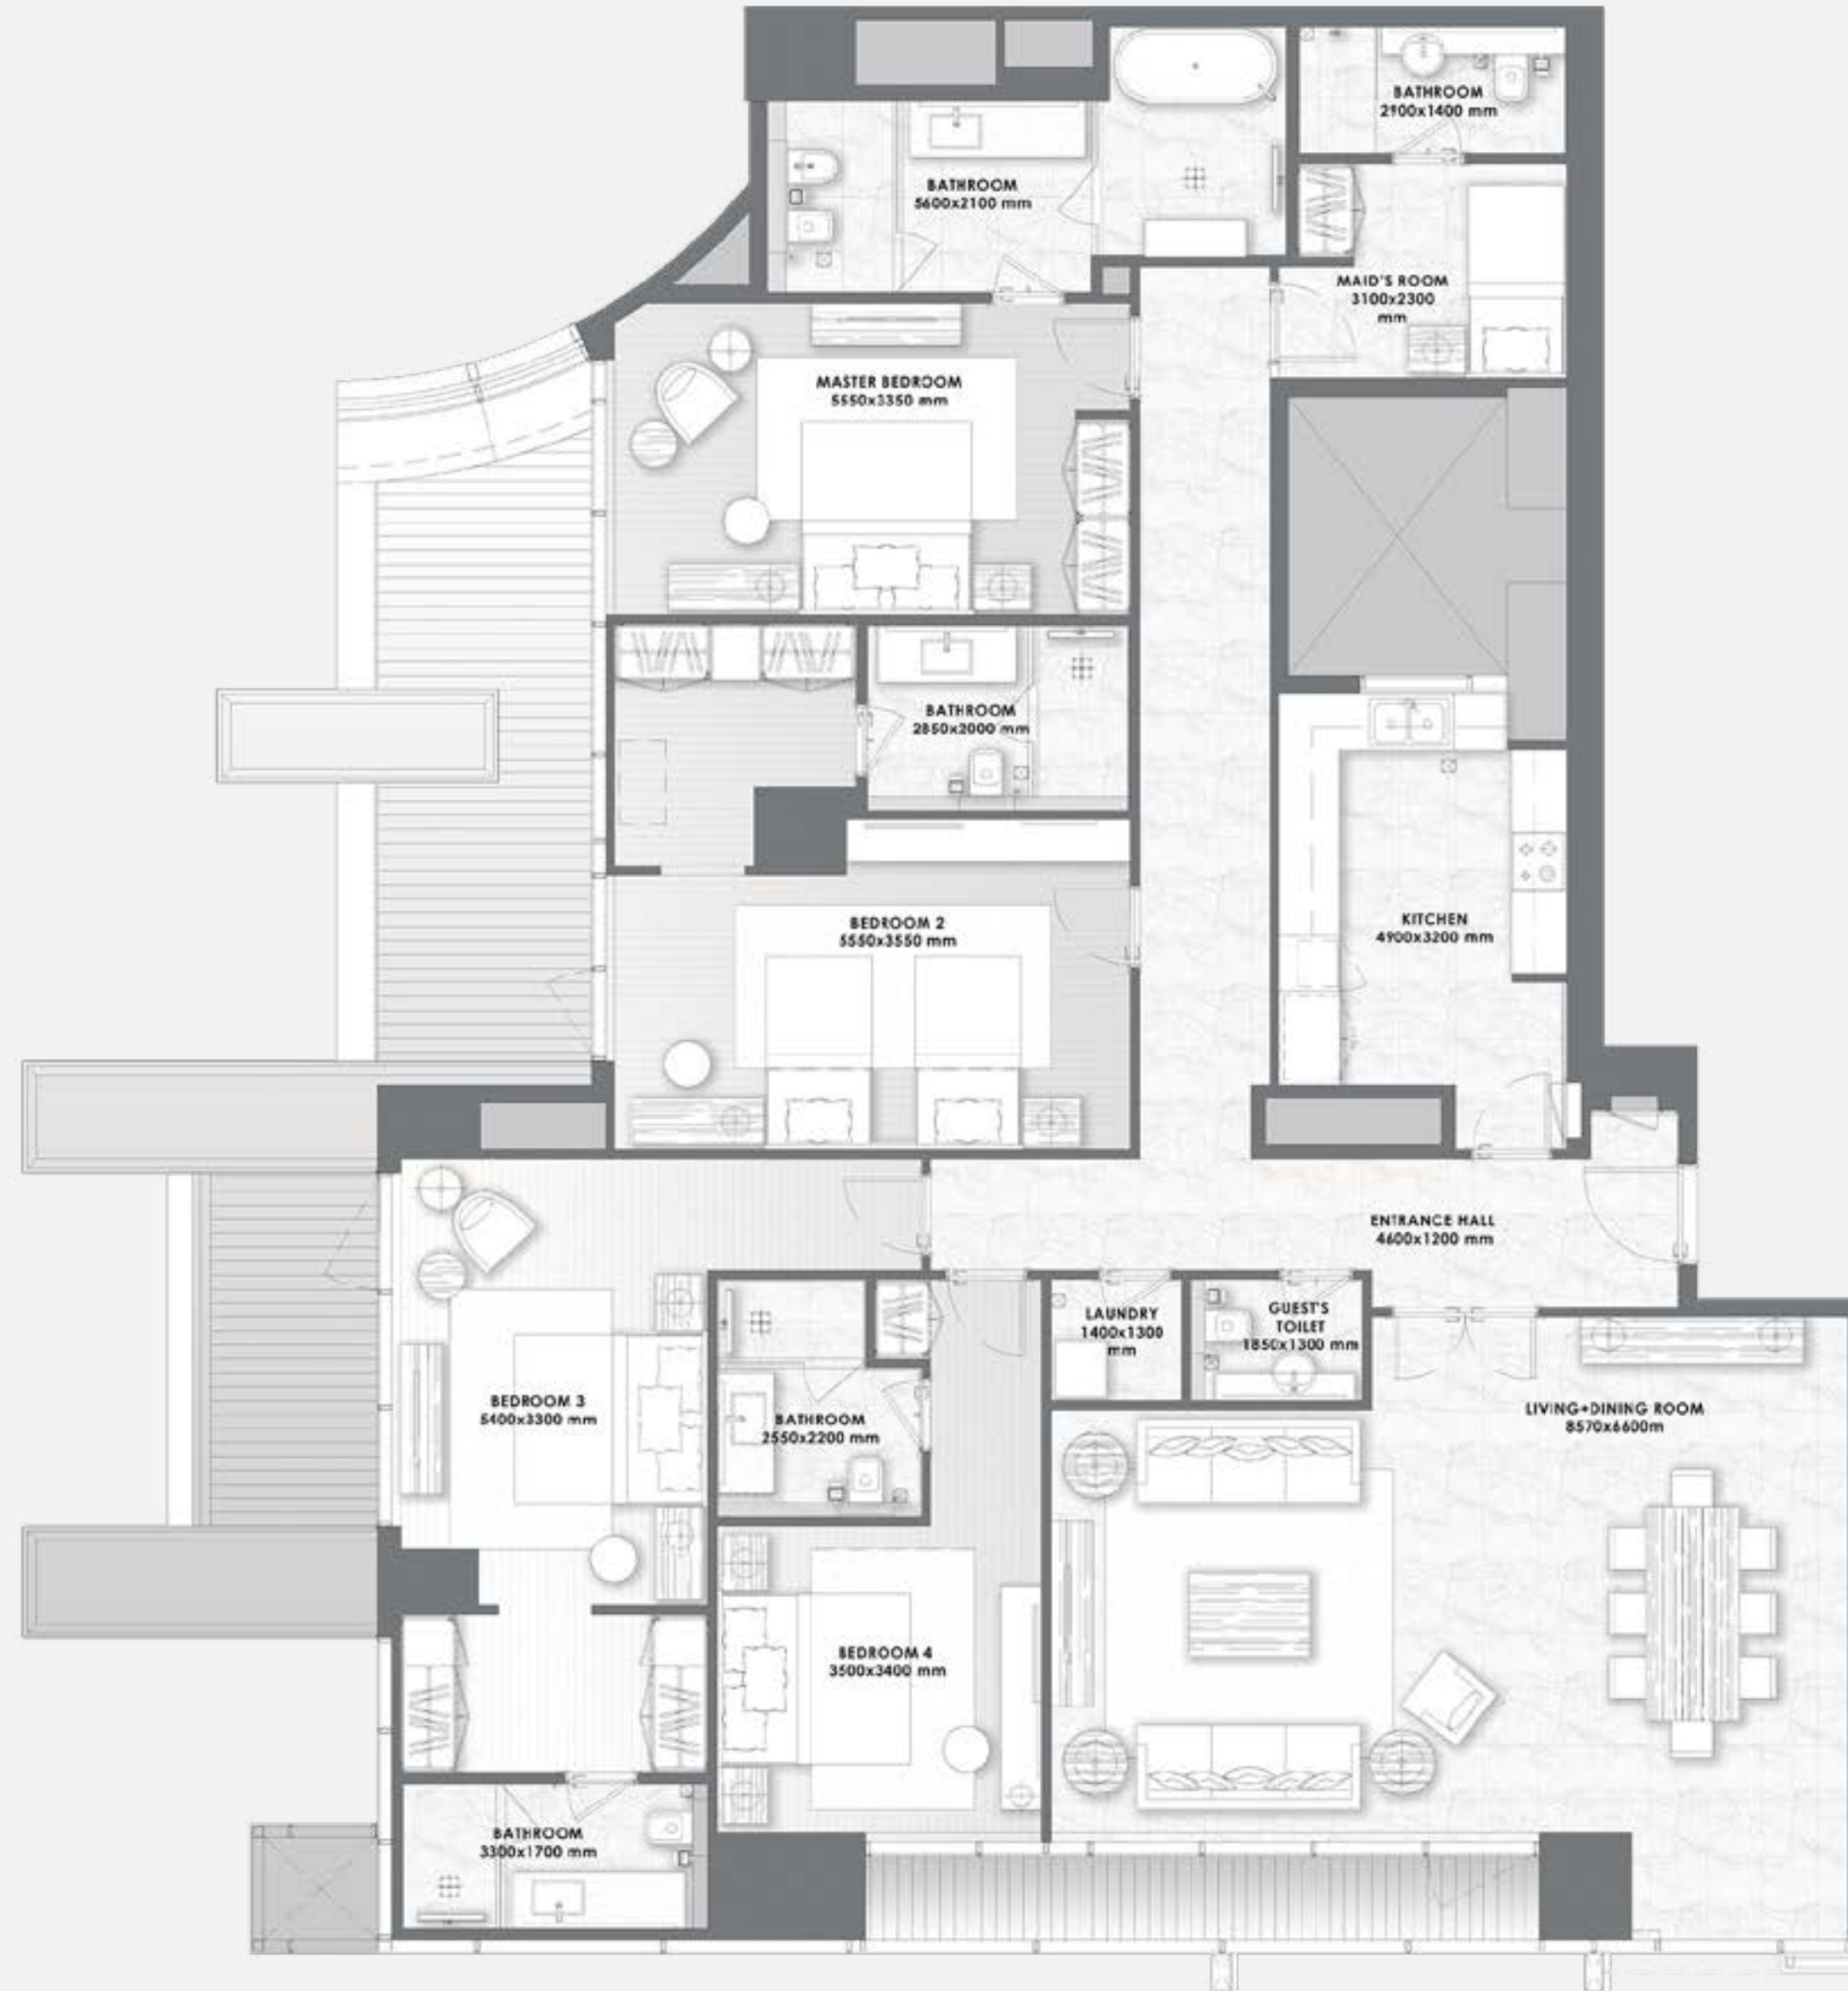 BATHROOM
2900x1400 mm
BATHROOM
5600x2100 mm
MAID'S ROOM
3100x2300
mm
MASTER BEDROOM
5550x3350 mm
BATHROOM
2850x2000 mm
BEDROOM 2
5550x3550 mm
KITCHEN
4900x3200 mm
ENTRANCE HALL
4600x1200 mm
LAUNDRY
1400x1300
mm
GUEST'S
TOILET
1850x1300 mm
BEDROOM 3
5400x3300 mm
BATHROOM
2550x2200 mm
LIVING+DINING ROOM
8570x6600m
BEDROOM 4
3500x3400 mm
BATHROOM
3300x1700 mm